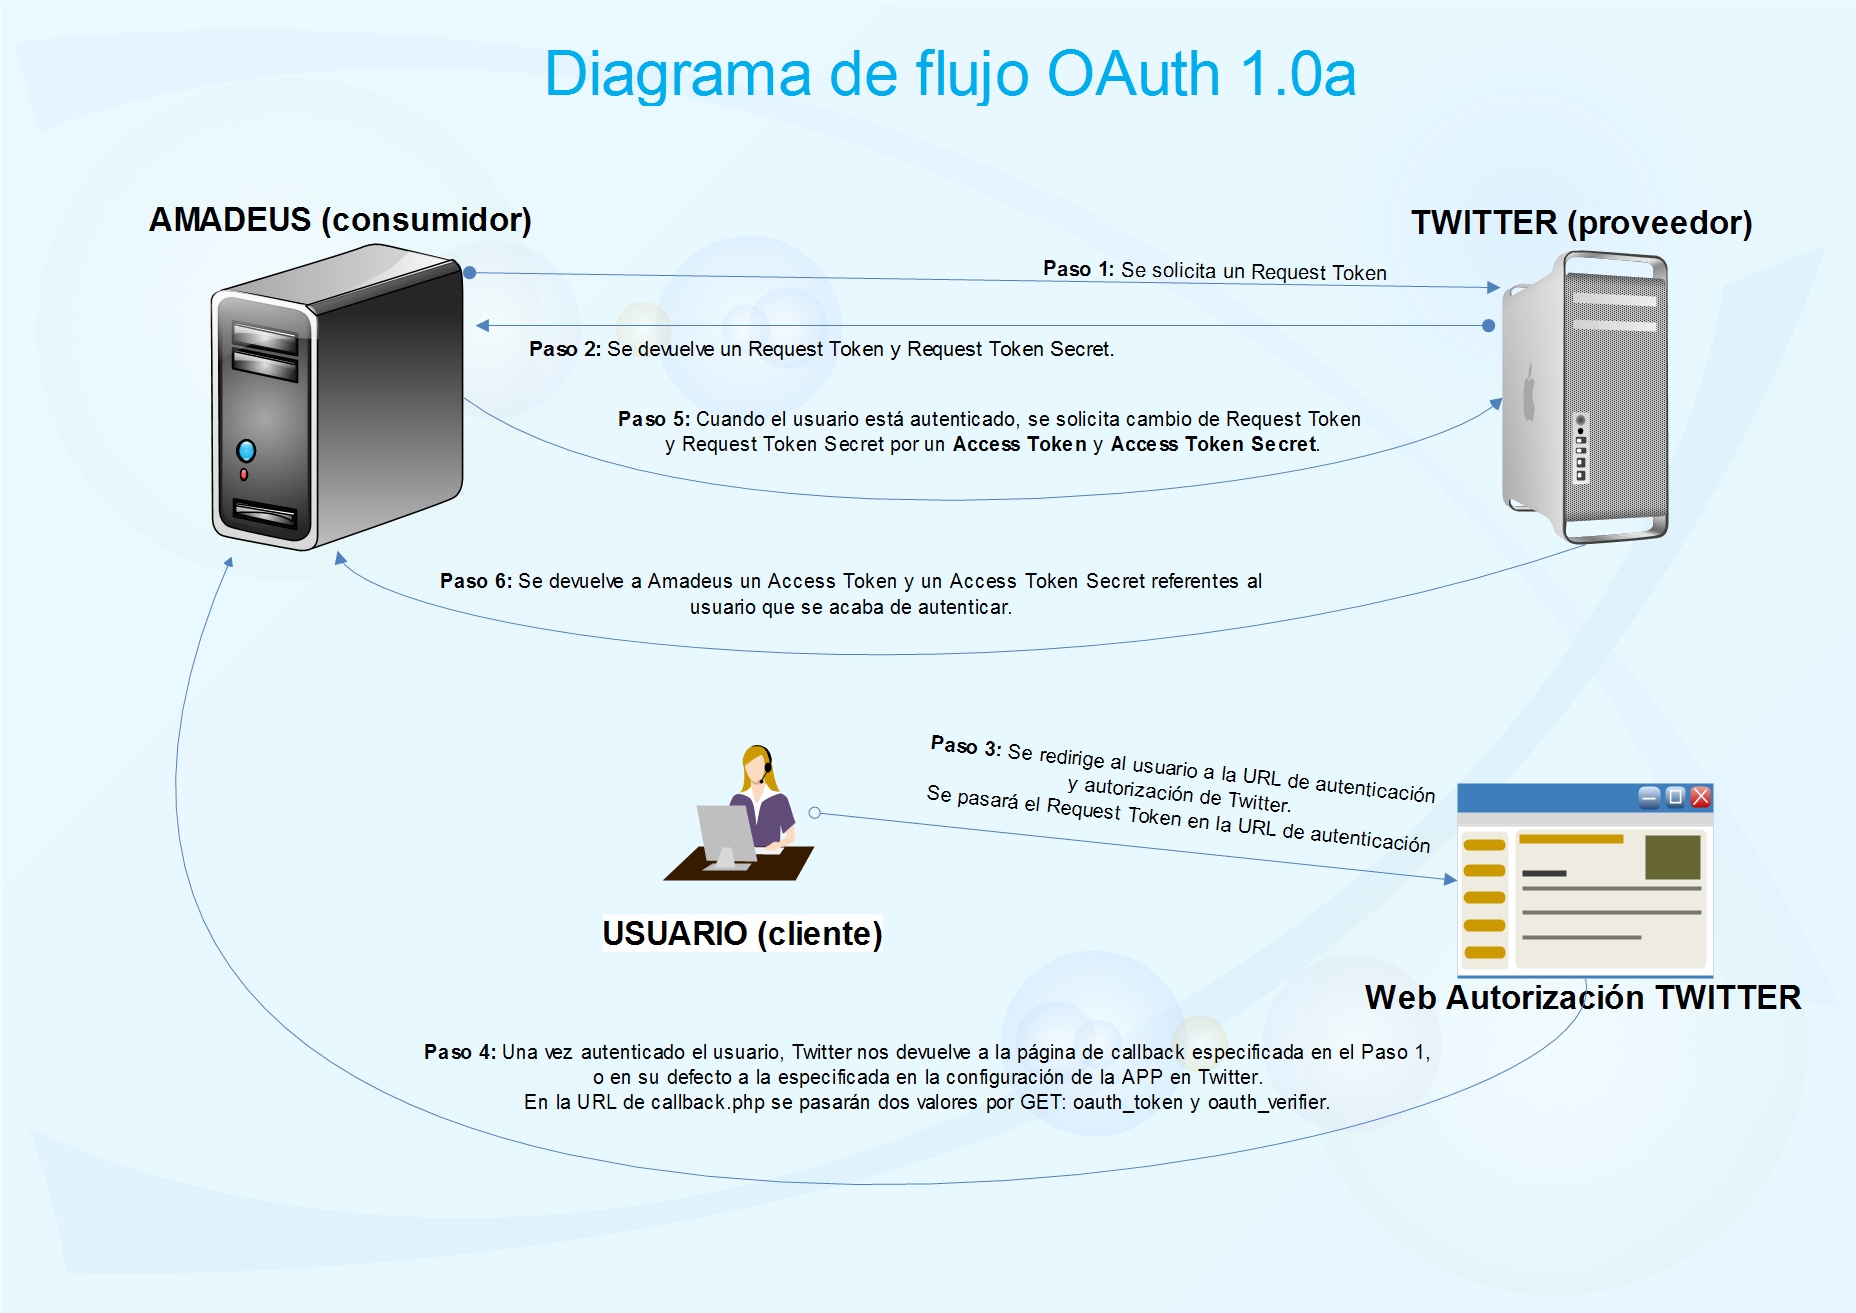 Diagrama de flujo OAuth 1.0a
AMADEUS (consumidor)
TWITTER (proveedor)
Paso 1: Se solicita un Request Token
Paso 2: Se devuelve un Request Token y Request Token Secret.
Paso 5: Cuando el usuario está autenticado, se solicita cambio de Request Token
y Request Token Secret por un Access Token y Access Token Secret.
Paso 6: Se devuelve a Amadeus un Access Token y un Access Token Secret referentes al
usuario que se acaba de autenticar.
Paso 3: Se redirige al usuario a la URL de autenticación
y autorización de Twitter.
Se pasará el Request Token en la URL de autenticación
USUARIO (cliente)
Web Autorización TWITTER
Paso 4: Una vez autenticado el usuario, Twitter nos devuelve a la página de callback especificada en el Paso 1,
o en su defecto a la especificada en la configuración de la APP en Twitter.
En la URL de callback.php se pasarán dos valores por GET: oauth_token y oauth_verifier.